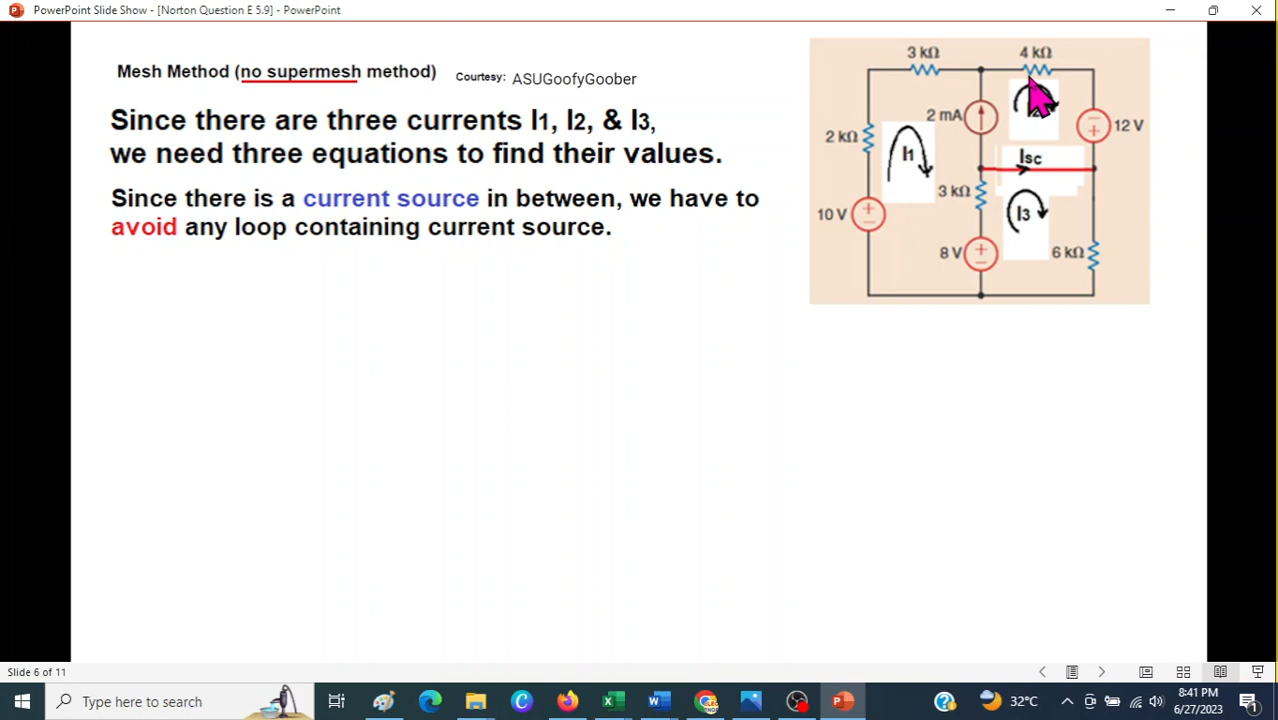 PowerPoint Slide Show - [Norton Question E 5.9] - PowerPoint
Mesh Method (no supermesh method)
Courtesy: ASUGoofyGoober
Since there are three currents I1, I2, & I3,
we need three equations to find their values.
Since there is a current source in between, we have to
avoid any loop containing current source.
3 kΩ
4 kΩ
2 mA
12 V
2 kΩ
I1
Isc
3 kΩ
10 V
I3
8 V
6 kΩ
Slide 6 of 11
Type here to search
32°C
8:41 PM
6/27/2023